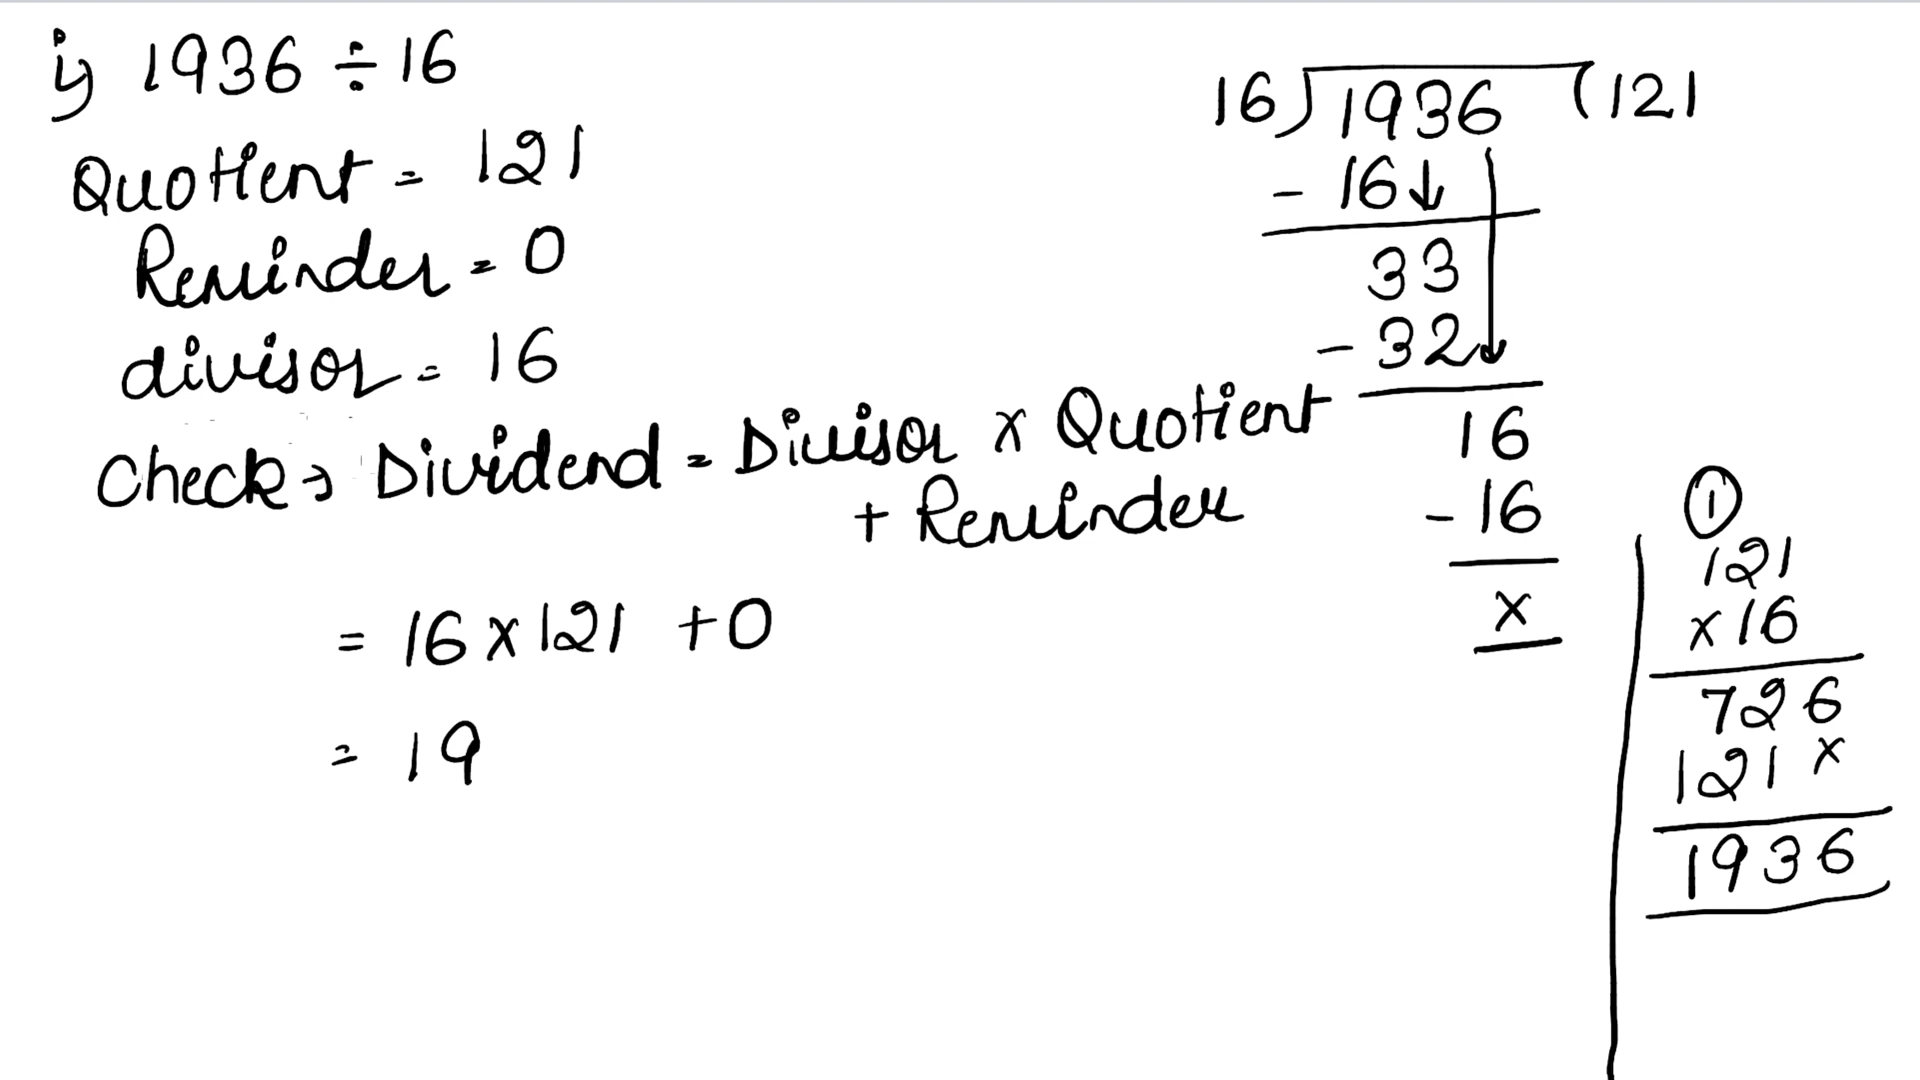 i) 1936 ÷ 16
Quotient = 121
Reminder = 0
divisor = 16
Check → Dividend = Divisor x Quotient
+ Reminder
= 16 x 121 + 0
= 19
16)1936(121
- 16↓
33
- 32
16
- 16
x
1
121
x 16
726
121 x
1936